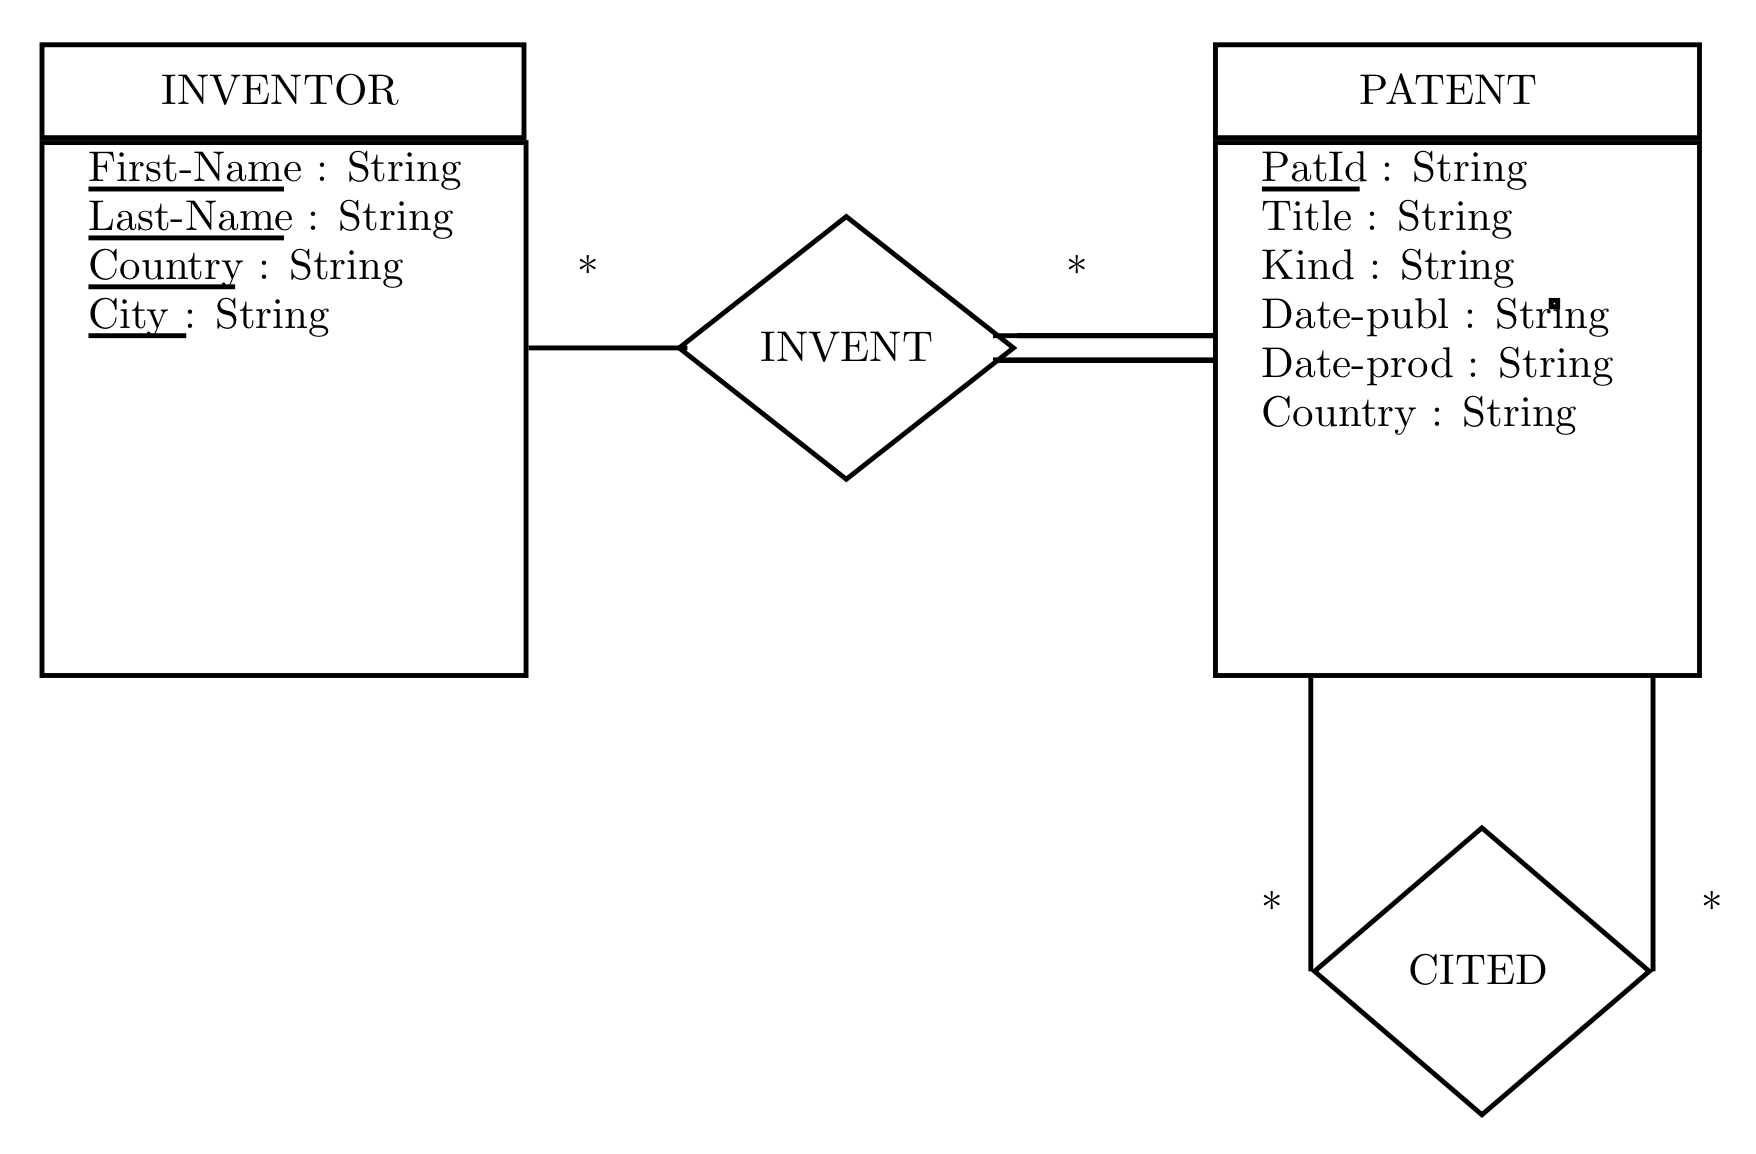 INVENTOR
First-Name : String
Last-Name : String
Country : String
City : String
*
INVENT
*
PATENT
PatId : String
Title : String
Kind : String
Date-publ : String
Date-prod : String
Country : String
*
CITED
*